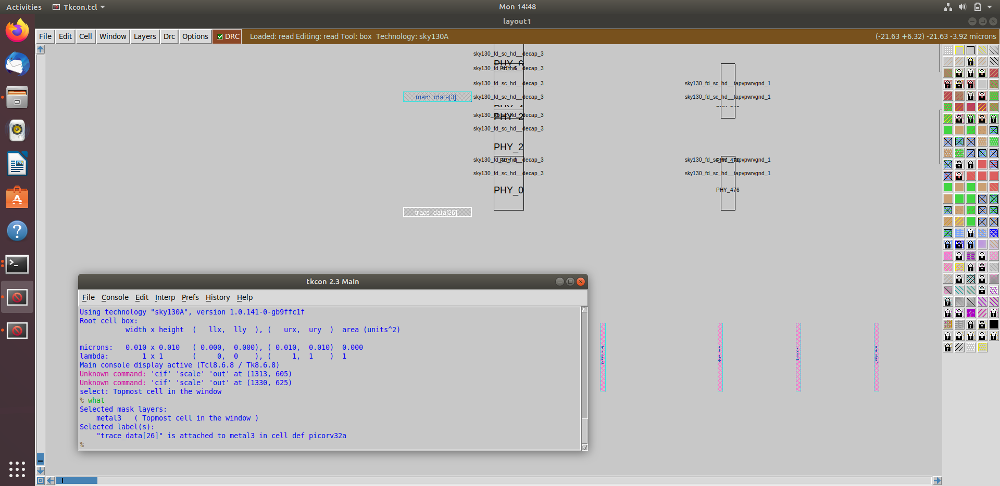 Activities
Tkcon.tcl
Mon 14:48
layout1
File Edit Cell Window Layers Drc Options DRC
Loaded: read Editing: read Tool: box Technology: sky130A
(-21.63 +6.32) -21.63 -3.92 microns
sky130_fd_sc_hd__decap_3
PHY_6
sky130_fd_sc_hd__decap_3
PHY_6
sky130_fd_sc_hd__decap_3
sky130_fd_sc_hd__tapvpwrvgnd_1
mem_rdata[3]
sky130_fd_sc_hd__decap_3
sky130_fd_sc_hd__tapvpwrvgnd_1
PHY_4
sky130_fd_sc_hd__decap_3
PHY_2
sky130_fd_sc_hd__decap_3
PHY_2
sky130_fd_sc_hd__decap_3
PHY_0
sky130_fd_sc_hd__tapvpwrvgnd_1
PHY_476
sky130_fd_sc_hd__decap_3
sky130_fd_sc_hd__tapvpwrvgnd_1
PHY_0
PHY_476
trace_data[26]
tkcon 2.3 Main
File Console Edit Interp Prefs History Help
Using technology "sky130A", version 1.0.141-0-gb9ffc1f
Root cell box:
width x height ( llx, lly ), ( urx, ury ) area (units^2)
microns: 0.010 x 0.010 ( 0.000, 0.000), ( 0.010, 0.010) 0.000
lambda: 1 x 1 ( 0, 0 ), ( 1, 1 ) 1
Main console display active (Tcl8.6.8 / Tk8.6.8)
Unknown command: 'cif' 'scale' 'out' at (1313, 605)
Unknown command: 'cif' 'scale' 'out' at (1330, 625)
select: Topmost cell in the window
% what
Selected mask layers:
metal3 ( Topmost cell in the window )
Selected label(s):
"trace_data[26]" is attached to metal3 in cell def picorv32a
%